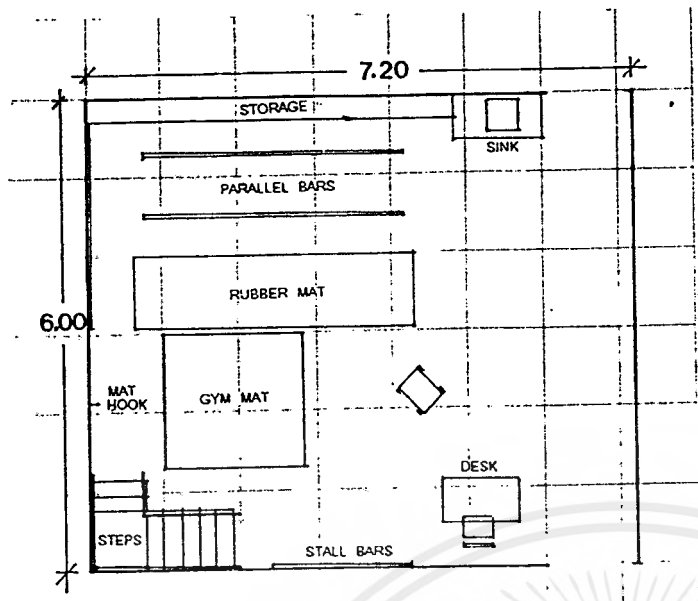 7.20
STORAGE
SINK
PARALLEL BARS
RUBBER MAT
6.00
MAT
HOOK
GYM MAT
DESK
STEPS
STALL BARS